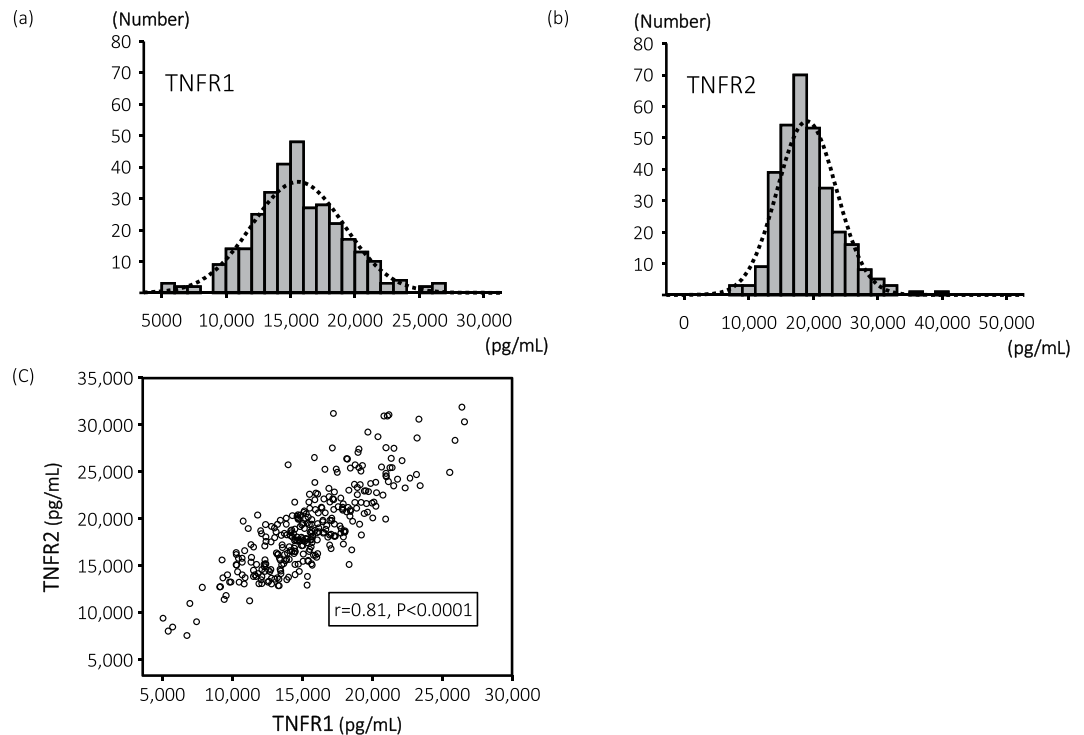 (a)
(Number)
80
70
60
50
40
30
20
10
TNFR1
5000 10,000 15,000 20,000 25,000 30,000
(pg/mL)
(b)
(Number)
80
70
60
50
40
30
20
10
TNFR2
0 10,000 20,000 30,000 40,000 50,000
(pg/mL)
(C)
35,000
30,000
25,000
20,000
15,000
10,000
5,000
TNFR2 (pg/mL)
r=0.81, P<0.0001
5,000 10,000 15,000 20,000 25,000 30,000
TNFR1 (pg/mL)